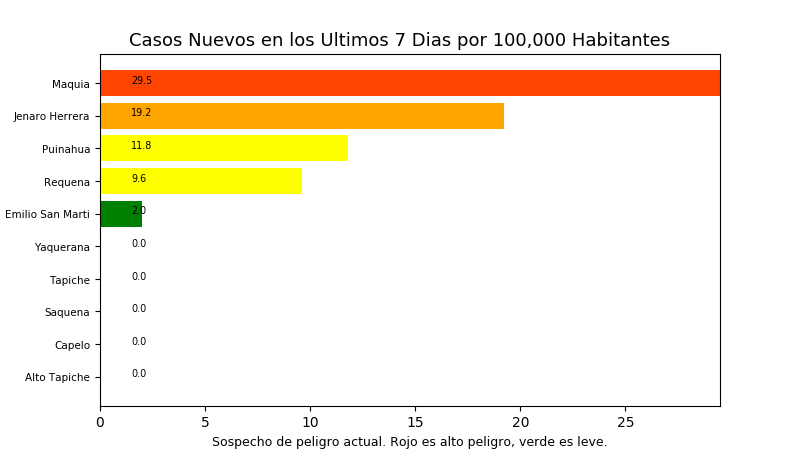 Casos Nuevos en los Ultimos 7 Dias por 100,000 Habitantes
Maquia 29.5
Jenaro Herrera 19.2
Puinahua 11.8
Requena 9.6
Emilio San Marti 2.0
Yaquerana 0.0
Tapiche 0.0
Saquena 0.0
Capelo 0.0
Alto Tapiche 0.0
0 5 10 15 20 25
Sospecho de peligro actual. Rojo es alto peligro, verde es leve.